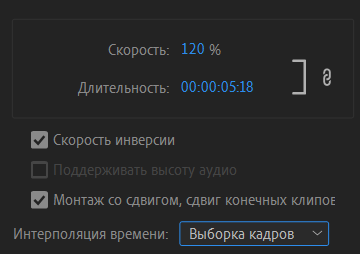 Скорость: 120 %
Длительность: 00:00:05:18
Скорость инверсии
Поддерживать высоту аудио
Монтаж со сдвигом, сдвиг конечных клипов
Интерполяция времени: Выборка кадров